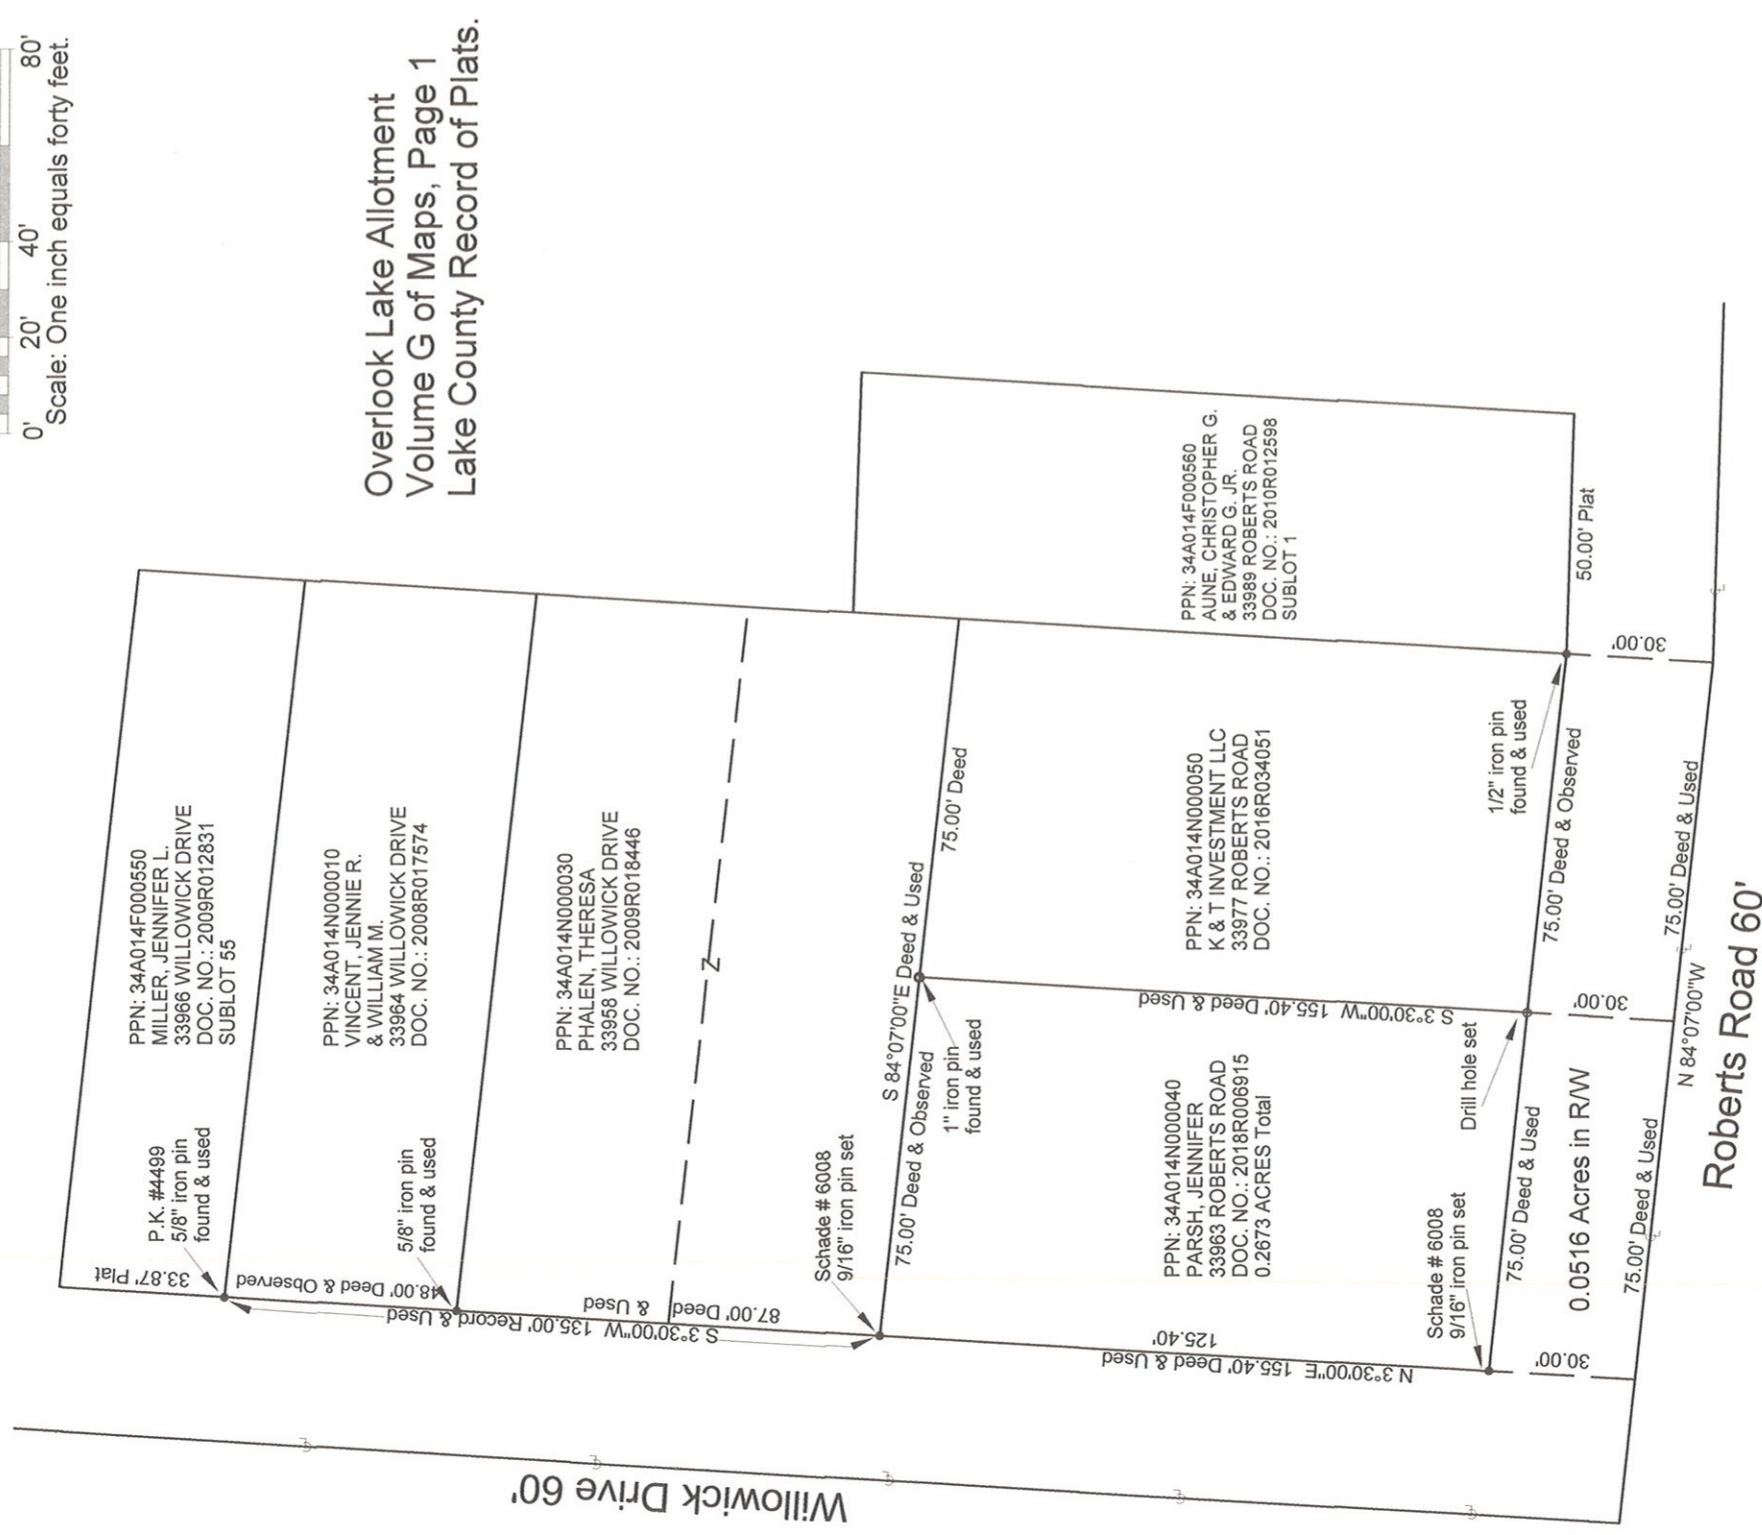 0' 20' 40' 80'
Scale: One inch equals forty feet.
Overlook Lake Allotment
Volume G of Maps, Page 1
Lake County Record of Plats.
PPN: 34A014F000550
MILLER, JENNIFER L.
33966 WILLOWICK DRIVE
DOC. NO.: 2009R012831
SUBLOT 55
P.K. #4499
5/8" iron pin
found & used
33.87' Plat
PPN: 34A014N000010
VINCENT, JENNIE R.
& WILLIAM M.
33964 WILLOWICK DRIVE
DOC. NO.: 2008R017574
5/8" iron pin
found & used
48.00' Deed & Observed
S 3°30'00"W 135.00' Record & Used
PPN: 34A014N000030
PHALEN, THERESA
33958 WILLOWICK DRIVE
DOC. NO.: 2009R018446
87.00' Deed & Used
Z
Schade # 6008
9/16" iron pin set
S 84°07'00"E Deed & Used
75.00' Deed & Observed
75.00' Deed
1" iron pin
found & used
PPN: 34A014F000560
AUNE, CHRISTOPHER G.
& EDWARD G. JR.
33989 ROBERTS ROAD
DOC. NO.: 2010R012598
SUBLOT 1
50.00' Plat
30.00'
PPN: 34A014N000050
K & T INVESTMENT LLC
33977 ROBERTS ROAD
DOC. NO.: 2016R034051
1/2" iron pin
found & used
75.00' Deed & Observed
S 3°30'00"W 155.40' Deed & Used
30.00'
75.00' Deed & Used
PPN: 34A014N000040
PARSH, JENNIFER
33963 ROBERTS ROAD
DOC. NO.: 2018R006915
0.2673 ACRES Total
Drill hole set
125.40'
N 3°30'00"E 155.40' Deed & Used
Schade # 6008
9/16" iron pin set
75.00' Deed & Used
0.0516 Acres in R/W
30.00'
75.00' Deed & Used
N 84°07'00"W
Roberts Road 60'
Willowick Drive 60'